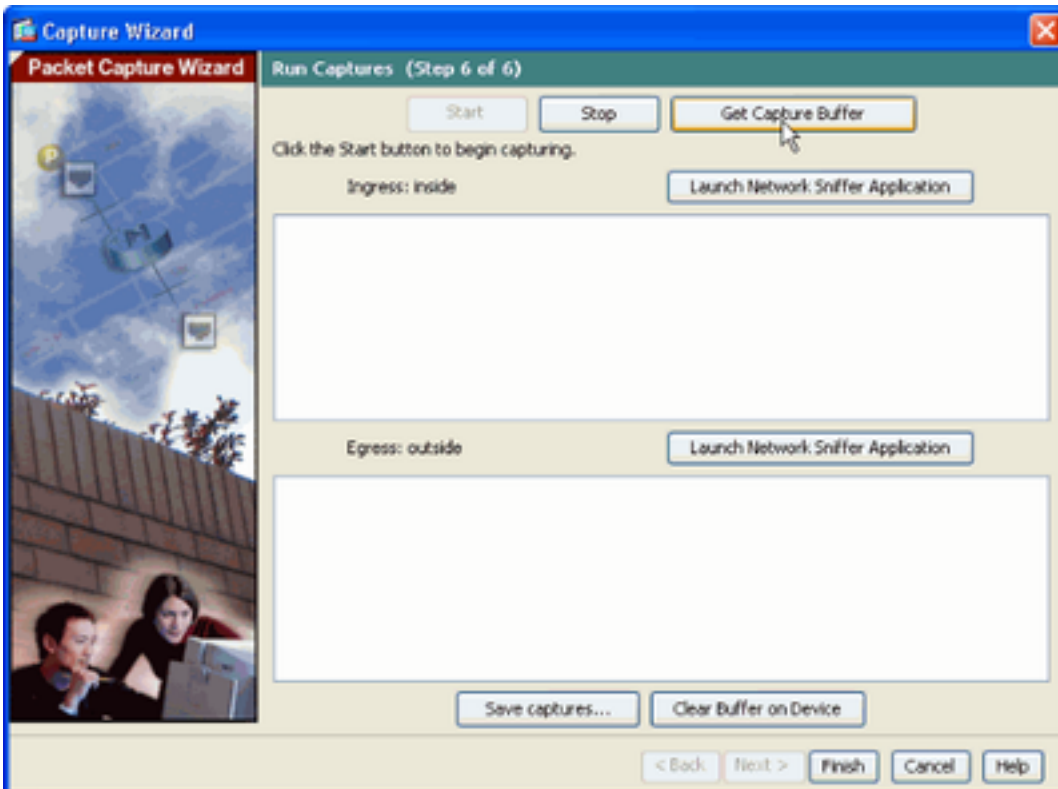 Capture Wizard
Packet Capture Wizard
Run Captures (Step 6 of 6)
Start Stop Get Capture Buffer
Click the Start button to begin capturing.
Ingress: inside Launch Network Sniffer Application
Egress: outside Launch Network Sniffer Application
Save captures... Clear Buffer on Device
< Back Next > Finish Cancel Help
P